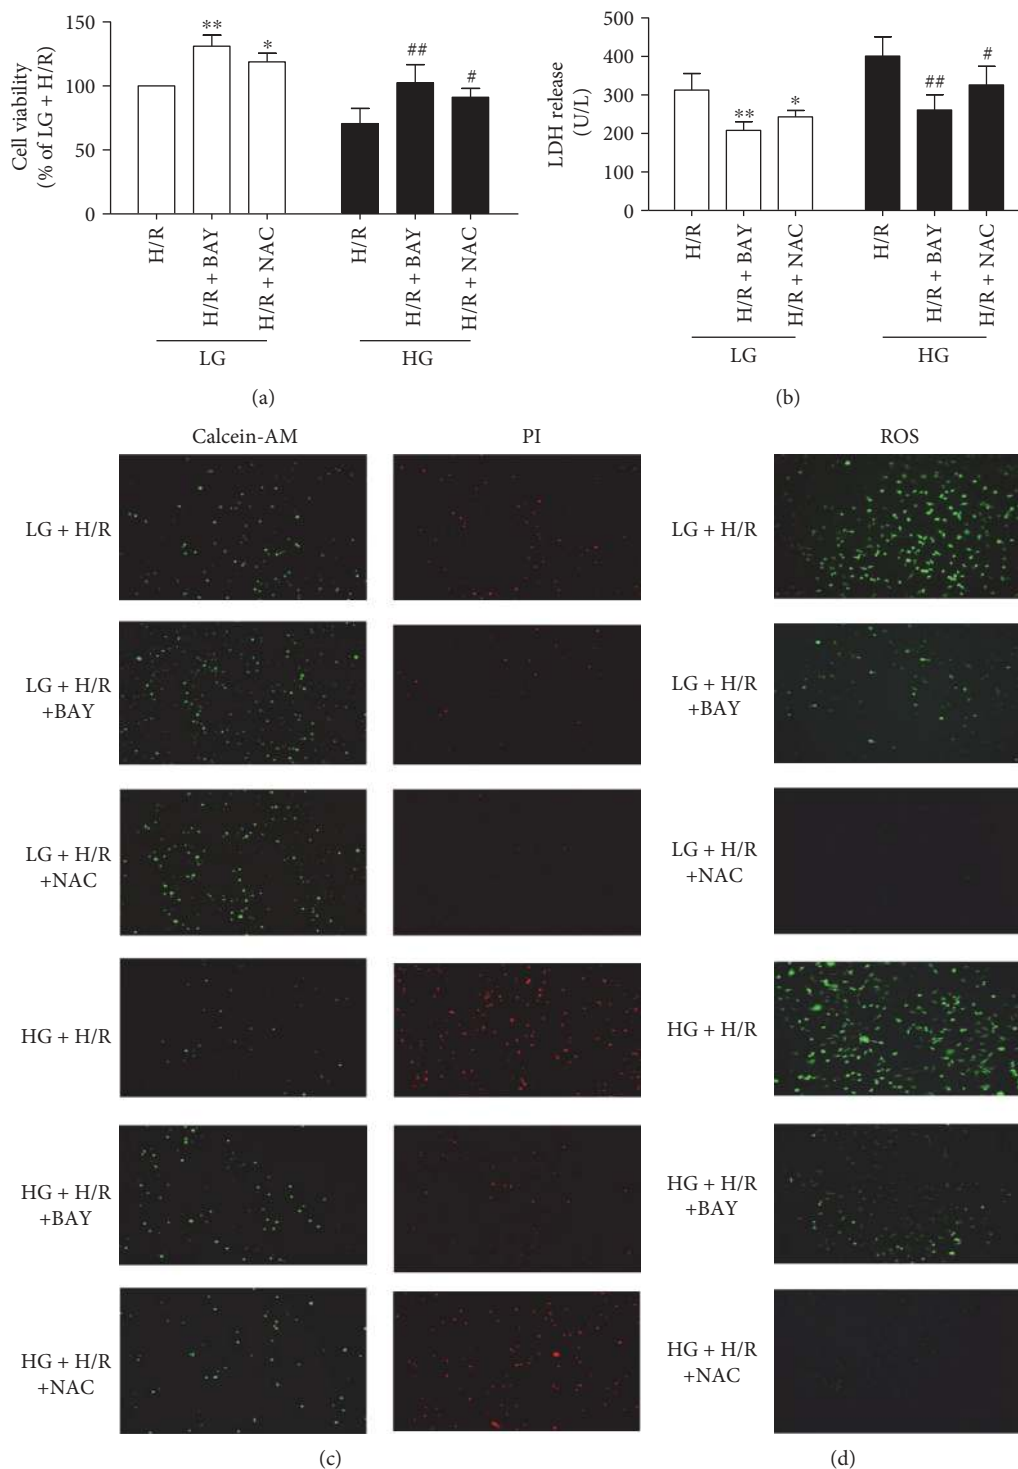 Cell viability
(% of LG + H/R)
150
100
50
0
**
*
##
#
H/R
H/R + BAY
H/R + NAC
H/R
H/R + BAY
H/R + NAC
LG
HG
(a)
LDH release
(U/L)
500
400
300
200
100
0
**
*
##
#
H/R
H/R + BAY
H/R + NAC
H/R
H/R + BAY
H/R + NAC
LG
HG
(b)
Calcein-AM
PI
LG + H/R
LG + H/R
+BAY
LG + H/R
+NAC
HG + H/R
HG + H/R
+BAY
HG + H/R
+NAC
(c)
ROS
LG + H/R
LG + H/R
+BAY
LG + H/R
+NAC
HG + H/R
HG + H/R
+BAY
HG + H/R
+NAC
(d)